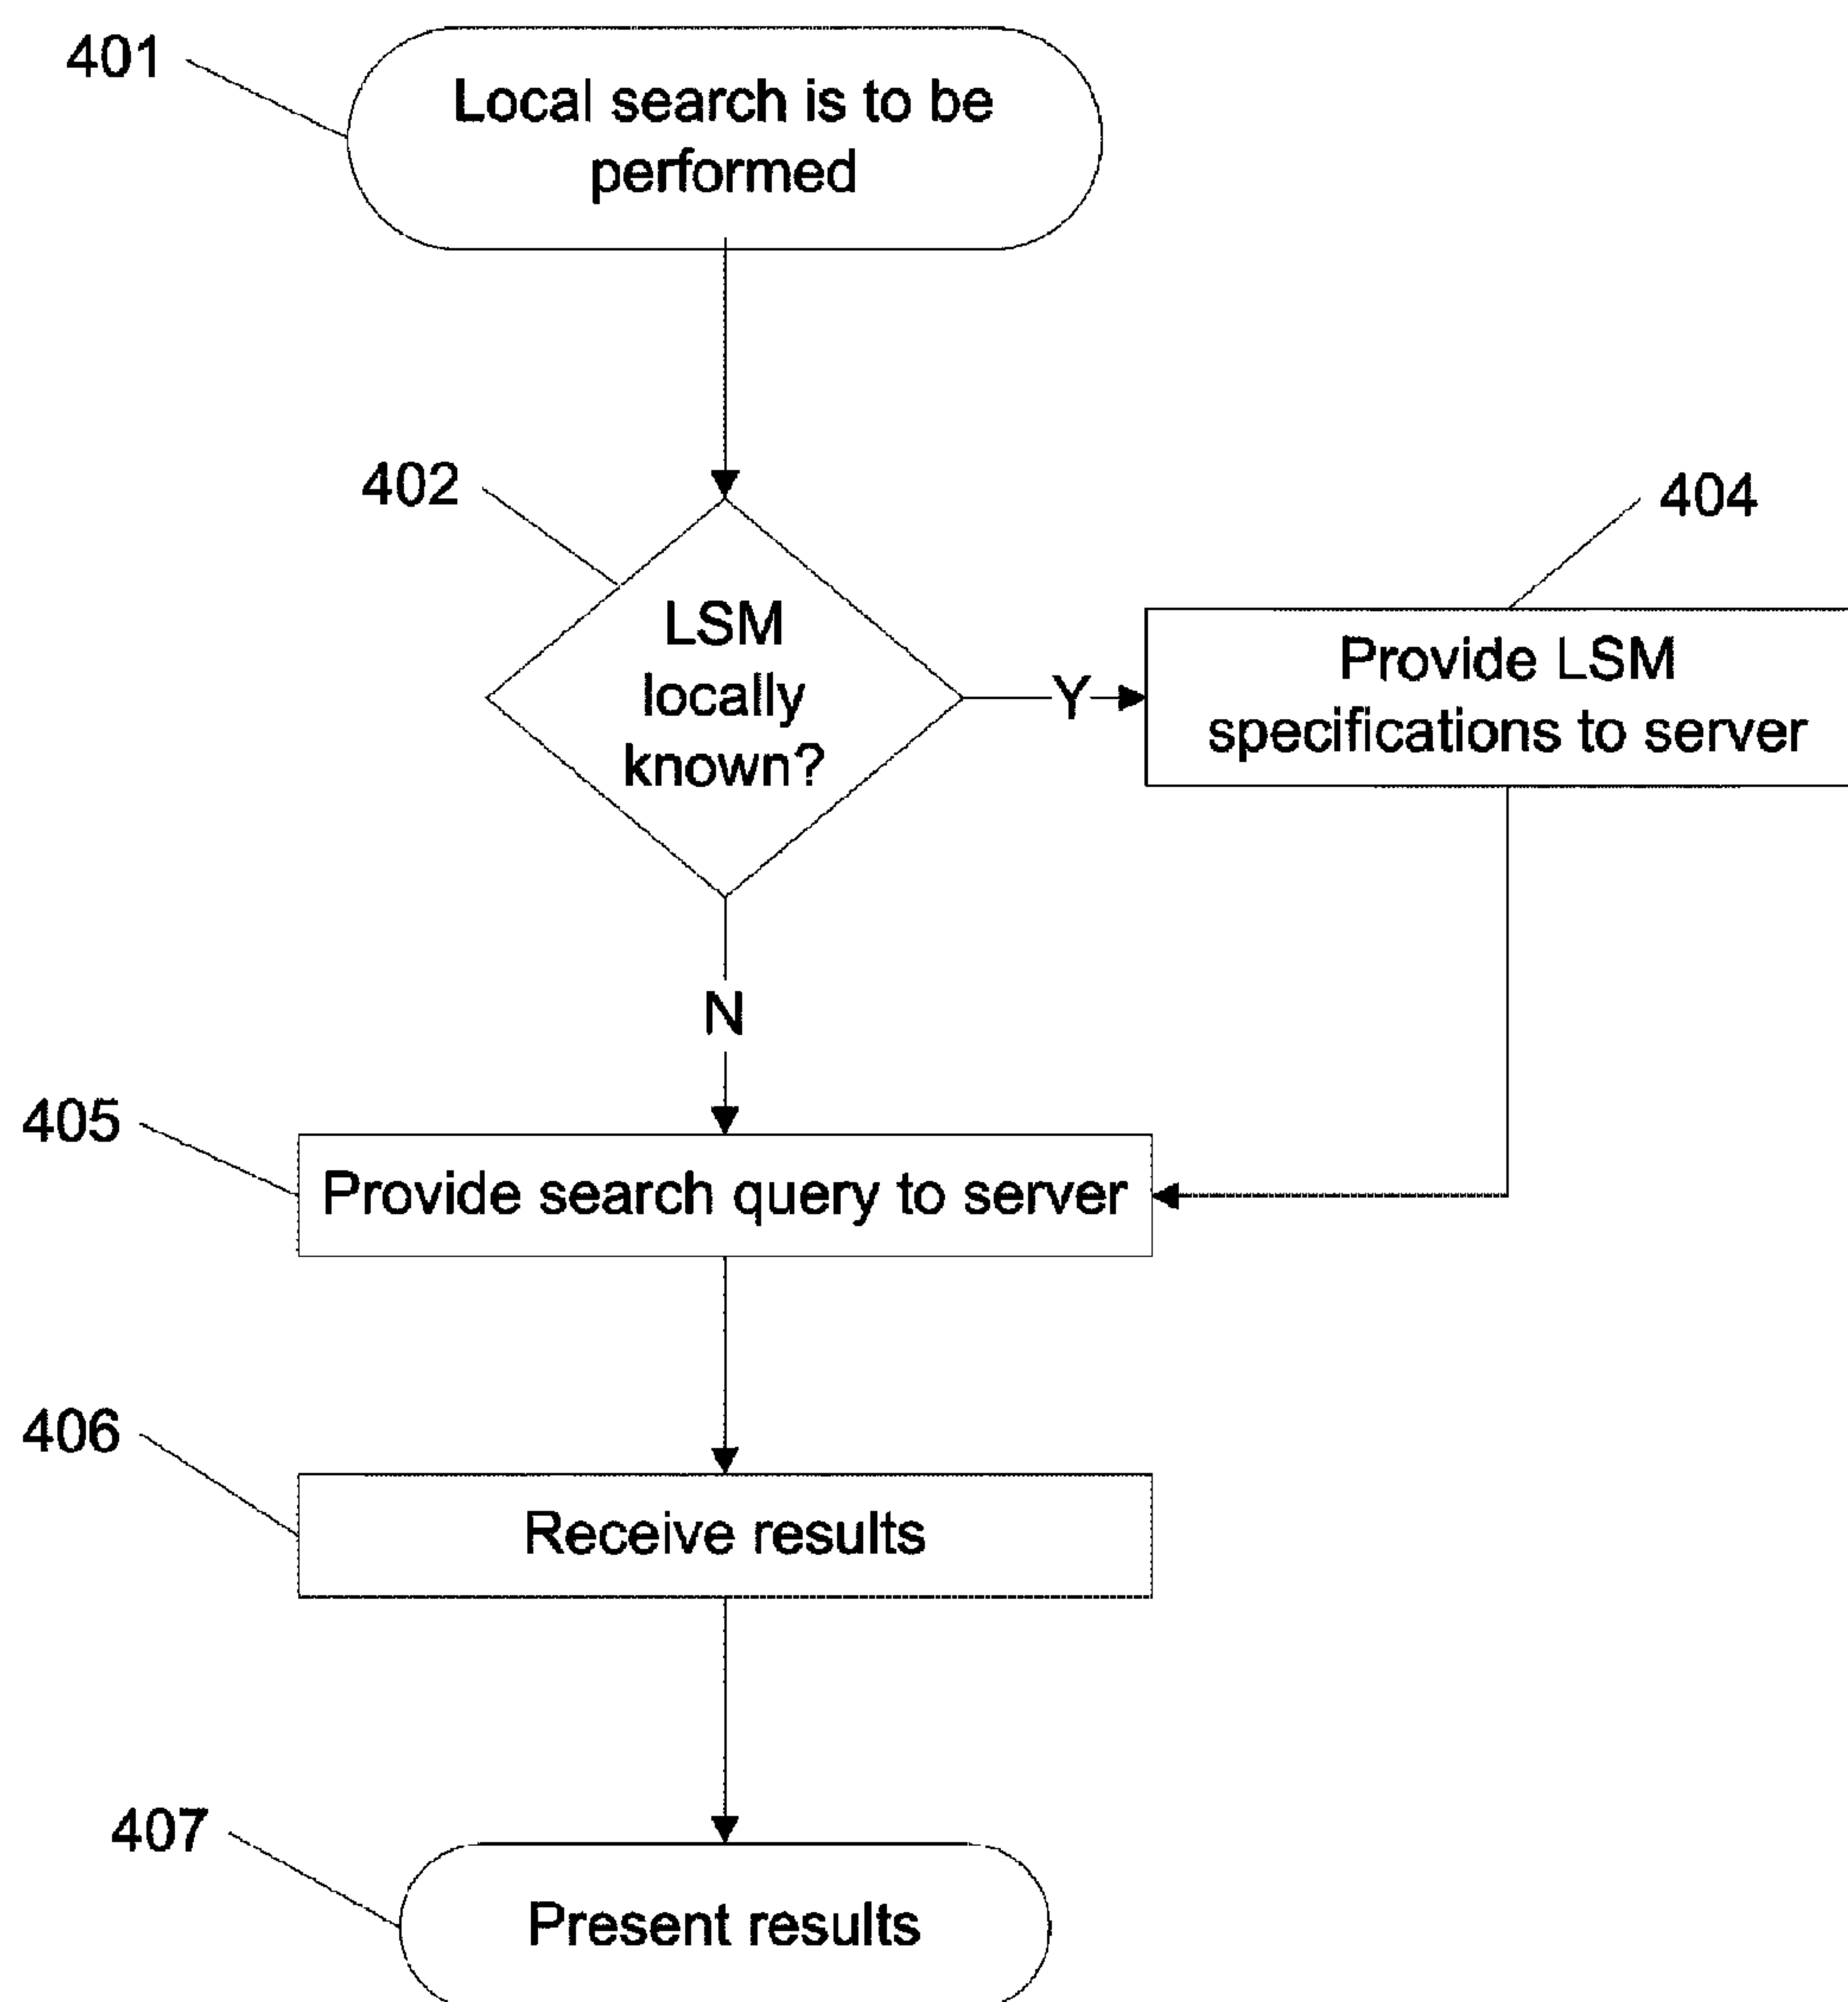 401
Local search is to be
performed
402
LSM
locally
known?
Y
404
Provide LSM
specifications to server
N
405
Provide search query to server
406
Receive results
407
Present results